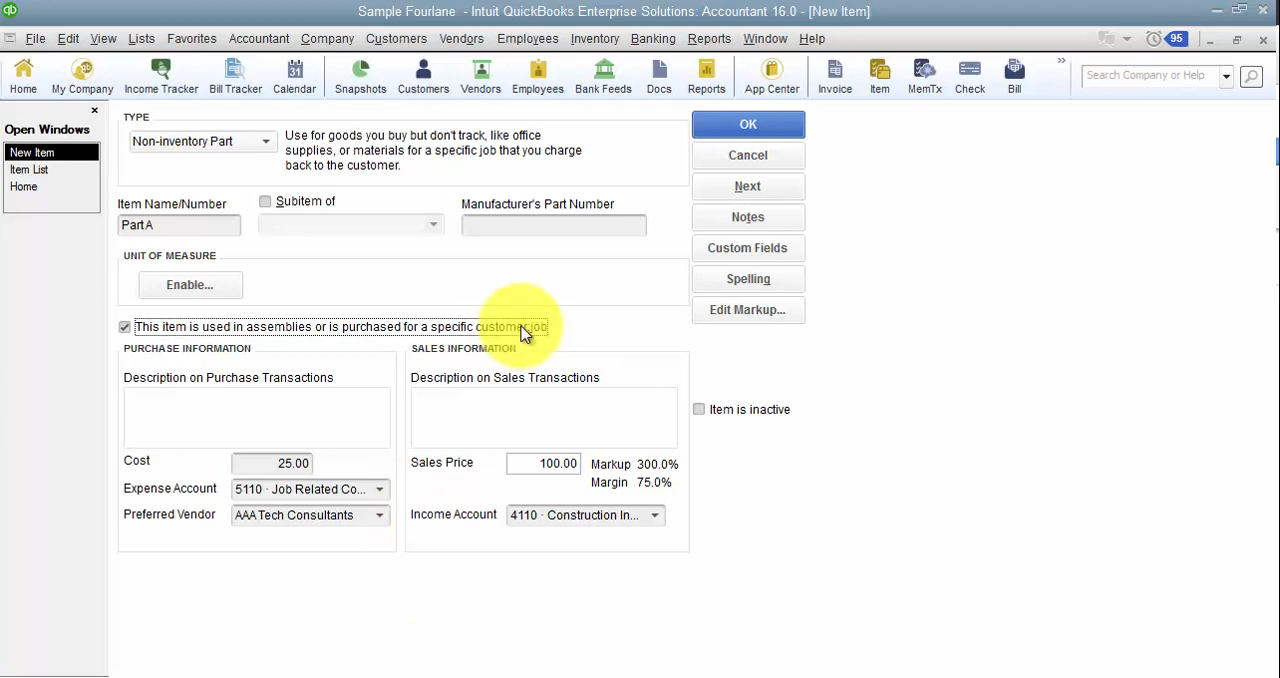 Sample Fourlane - Intuit QuickBooks Enterprise Solutions: Accountant 16.0 - [New Item]
File Edit View Lists Favorites Accountant Company Customers Vendors Employees Inventory Banking Reports Window Help 95
Home My Company Income Tracker Bill Tracker Calendar Snapshots Customers Vendors Employees Bank Feeds Docs Reports App Center Invoice Item MemTx Check Bill Search Company or Help
31
Open Windows
New Item
Item List
Home
TYPE
Non-inventory Part
Use for goods you buy but don't track, like office
supplies, or materials for a specific job that you charge
back to the customer.
OK
Cancel
Next
Notes
Custom Fields
Spelling
Edit Markup...
Item Name/Number Subitem of Manufacturer's Part Number
Part A
UNIT OF MEASURE
Enable...
This item is used in assemblies or is purchased for a specific customer:job
PURCHASE INFORMATION
Description on Purchase Transactions
Cost 25.00
Expense Account 5110 · Job Related Co...
Preferred Vendor AAA Tech Consultants
SALES INFORMATION
Description on Sales Transactions
Sales Price 100.00 Markup 300.0%
Margin 75.0%
Income Account 4110 · Construction In...
Item is inactive